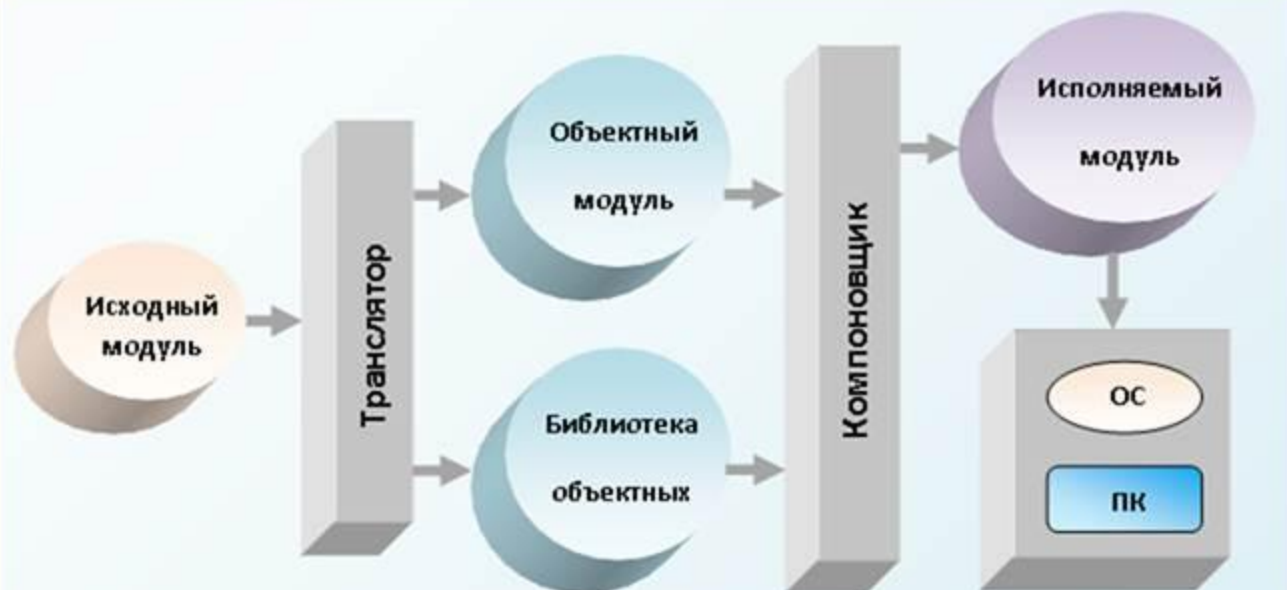 Исходный
модуль
Транслятор
Объектный
модуль
Библиотека
объектных
Компоновщик
Исполняемый
модуль
ОС
ПК